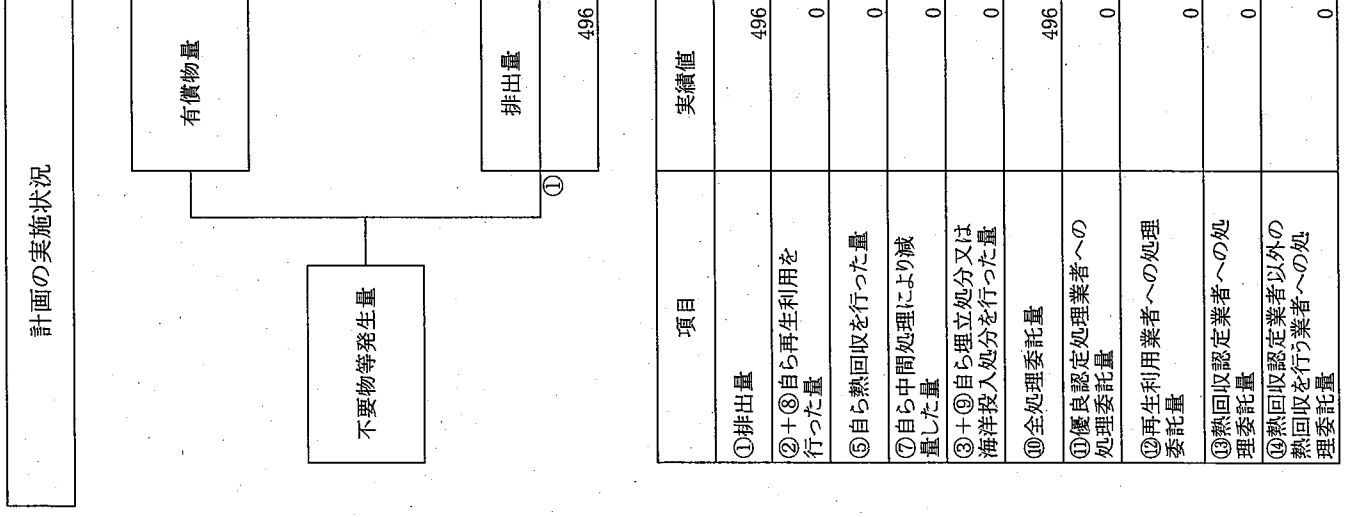 計画の実施状況
有償物量
不要物等発生量
排出量
①
496
項目
実績値
①排出量
496
②+⑧自ら再生利用を
行った量
0
⑤自ら熱回収を行った量
0
⑦自ら中間処理により減
量した量
0
③+⑨自ら埋立処分又は
海洋投入処分を行った量
0
⑩全処理委託量
496
⑪優良認定処理業者への
処理委託量
0
⑫再生利用業者への処理
委託量
0
⑬熱回収認定業者への処
理委託量
0
⑭熱回収認定業者以外の
熱回収を行う業者への処
理委託量
0